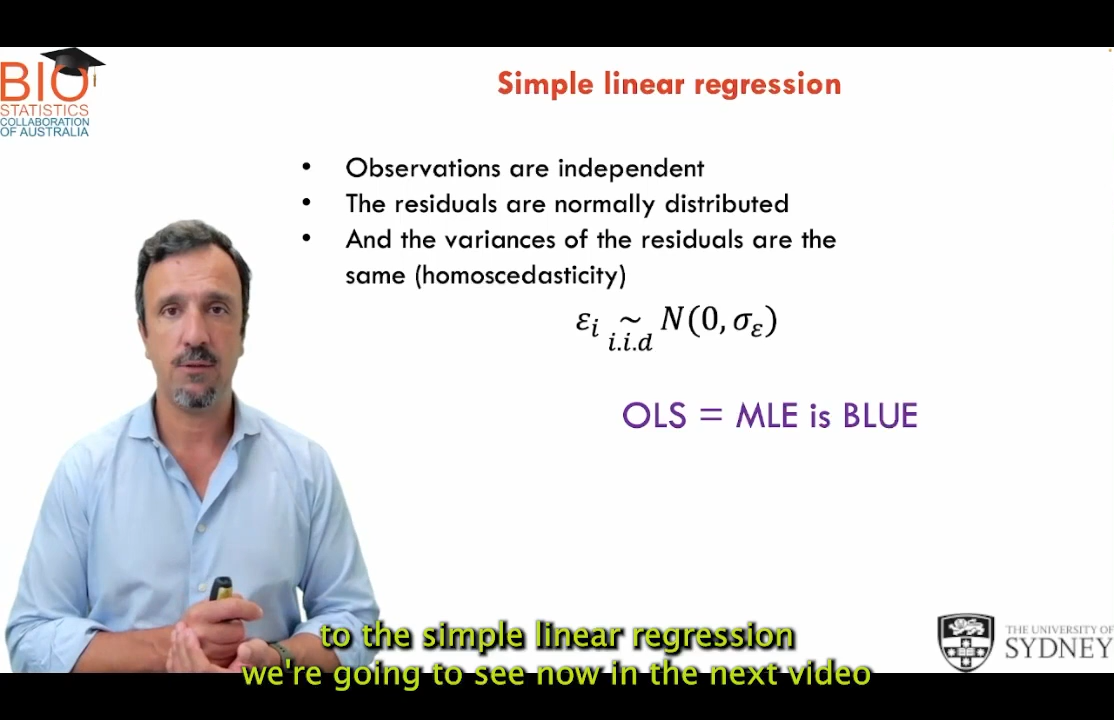 BIO
STATISTICS
COLLABORATION
OF AUSTRALIA
Simple linear regression
• Observations are independent
• The residuals are normally distributed
• And the variances of the residuals are the
same (homoscedasticity)
εᵢ ~ N(0, σ_ε)
i.i.d
OLS = MLE is BLUE
to the simple linear regression
we're going to see now in the next video
THE UNIVERSITY OF
SYDNEY